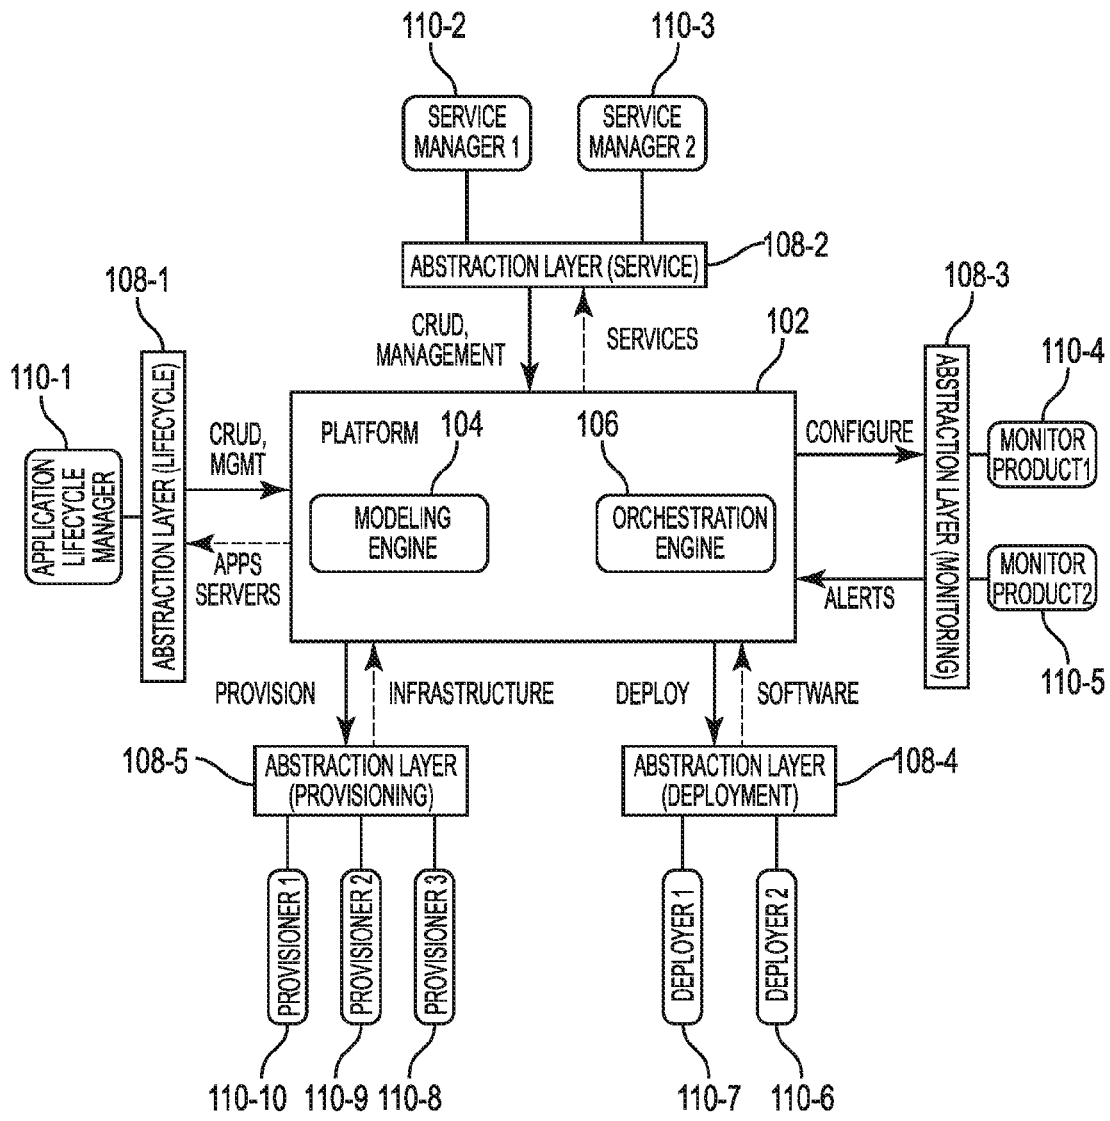 110-2
110-3
SERVICE
MANAGER 1
SERVICE
MANAGER 2
108-2
ABSTRACTION LAYER (SERVICE)
108-1
108-3
CRUD,
MANAGEMENT
SERVICES
102
110-1
110-4
ABSTRACTION LAYER (LIFECYCLE)
ABSTRACTION LAYER (MONITORING)
APPLICATION
LIFECYCLE
MANAGER
CRUD,
MGMT
PLATFORM
104
106
CONFIGURE
MONITOR
PRODUCT1
MODELING
ENGINE
ORCHESTRATION
ENGINE
APPS
SERVERS
ALERTS
MONITOR
PRODUCT2
110-5
PROVISION
INFRASTRUCTURE
DEPLOY
SOFTWARE
108-5
ABSTRACTION LAYER
(PROVISIONING)
ABSTRACTION LAYER
(DEPLOYMENT)
108-4
PROVISIONER 1
PROVISIONER 2
PROVISIONER 3
DEPLOYER 1
DEPLOYER 2
110-10
110-9
110-8
110-7
110-6